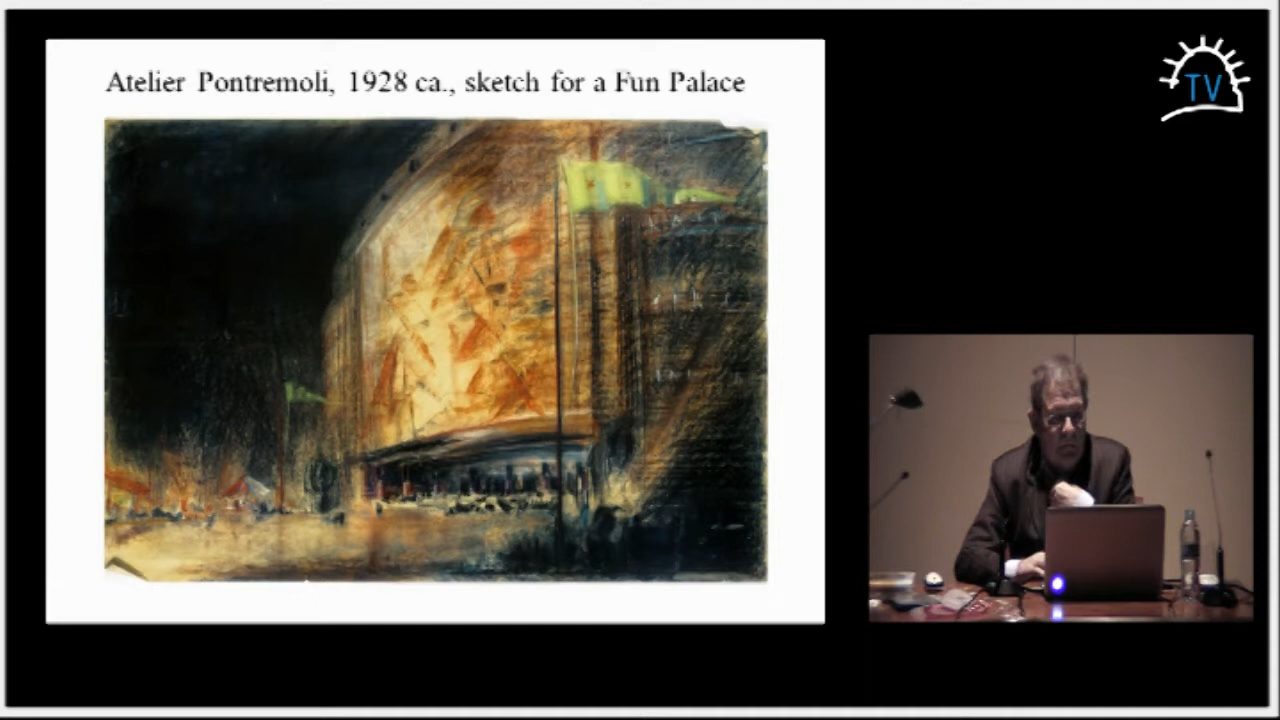 Atelier Pontremoli, 1928 ca., sketch for a Fun Palace
TV